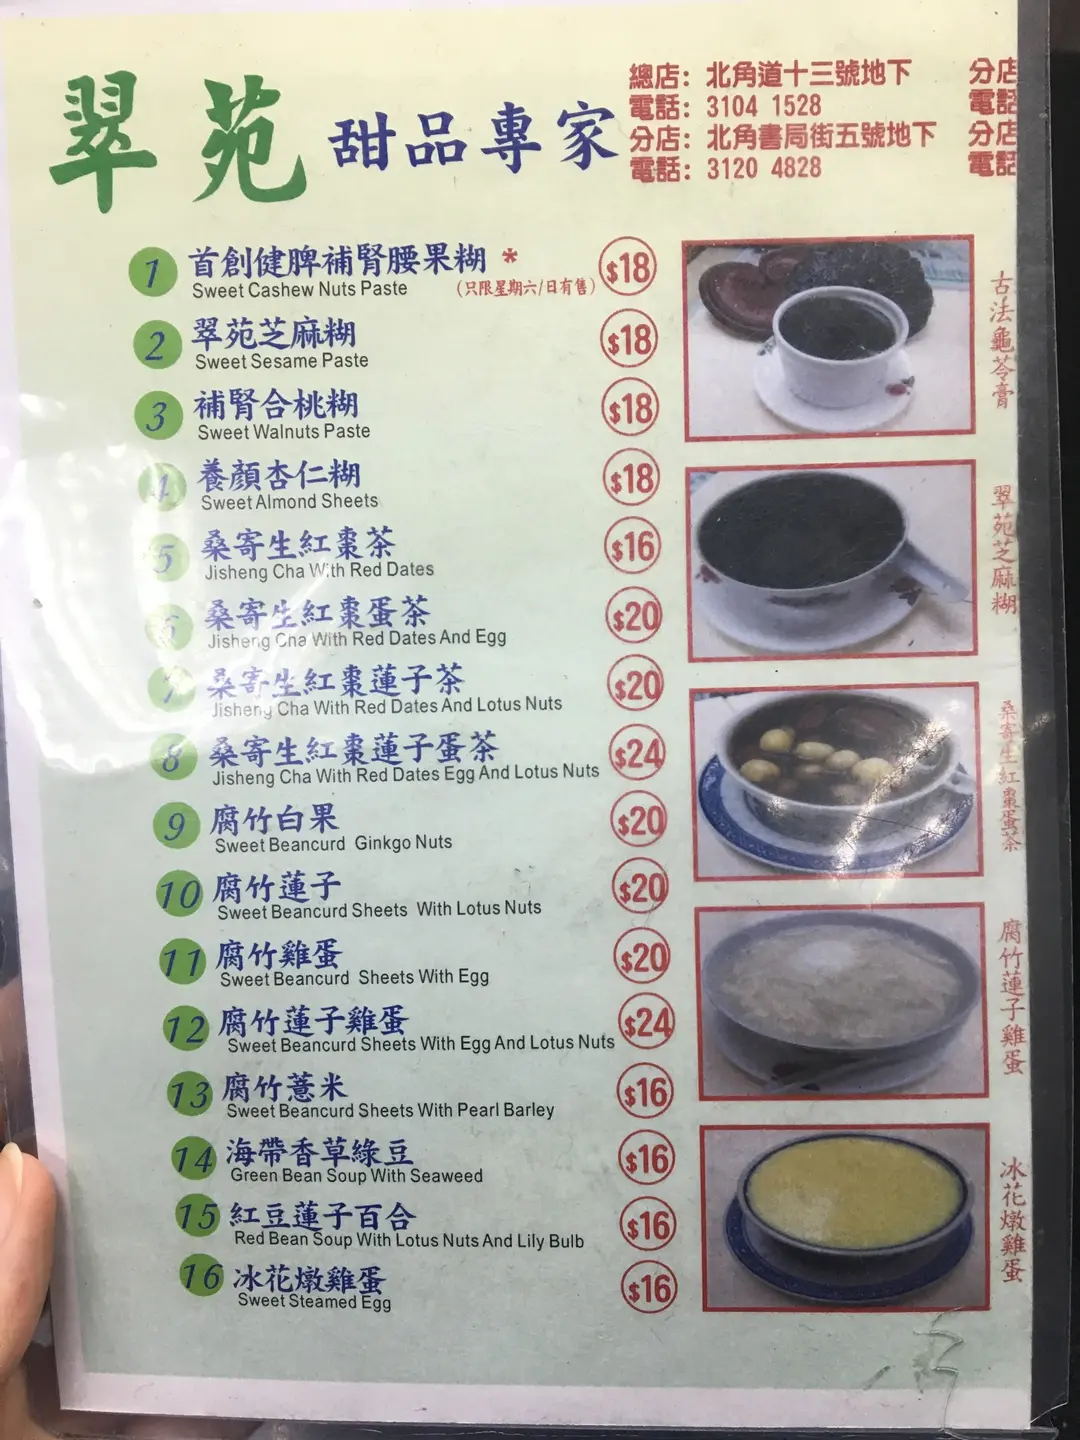 翠苑 甜品專家
總店: 北角道十三號地下 分店
電話: 3104 1528 電話
分店: 北角書局街五號地下 分店
電話: 3120 4828 電話
1 首創健脾補腎腰果糊 * $18
Sweet Cashew Nuts Paste (只限星期六/日有售)
2 翠苑芝麻糊 $18
Sweet Sesame Paste
3 補腎合桃糊 $18
Sweet Walnuts Paste
4 養顏杏仁糊 $18
Sweet Almond Sheets
5 桑寄生紅棗茶 $16
Jisheng Cha With Red Dates
6 桑寄生紅棗蛋茶 $20
Jisheng Cha With Red Dates And Egg
7 桑寄生紅棗蓮子茶 $20
Jisheng Cha With Red Dates And Lotus Nuts
8 桑寄生紅棗蓮子蛋茶 $24
Jisheng Cha With Red Dates Egg And Lotus Nuts
9 腐竹白果 $20
Sweet Beancurd Ginkgo Nuts
10 腐竹蓮子 $20
Sweet Beancurd Sheets With Lotus Nuts
11 腐竹雞蛋 $20
Sweet Beancurd Sheets With Egg
12 腐竹蓮子雞蛋 $24
Sweet Beancurd Sheets With Egg And Lotus Nuts
13 腐竹薏米 $16
Sweet Beancurd Sheets With Pearl Barley
14 海帶香草綠豆 $16
Green Bean Soup With Seaweed
15 紅豆蓮子百合 $16
Red Bean Soup With Lotus Nuts And Lily Bulb
16 冰花燉雞蛋 $16
Sweet Steamed Egg
古法龜苓膏
翠苑芝麻糊
桑寄生紅棗蛋茶
腐竹蓮子雞蛋
冰花燉雞蛋